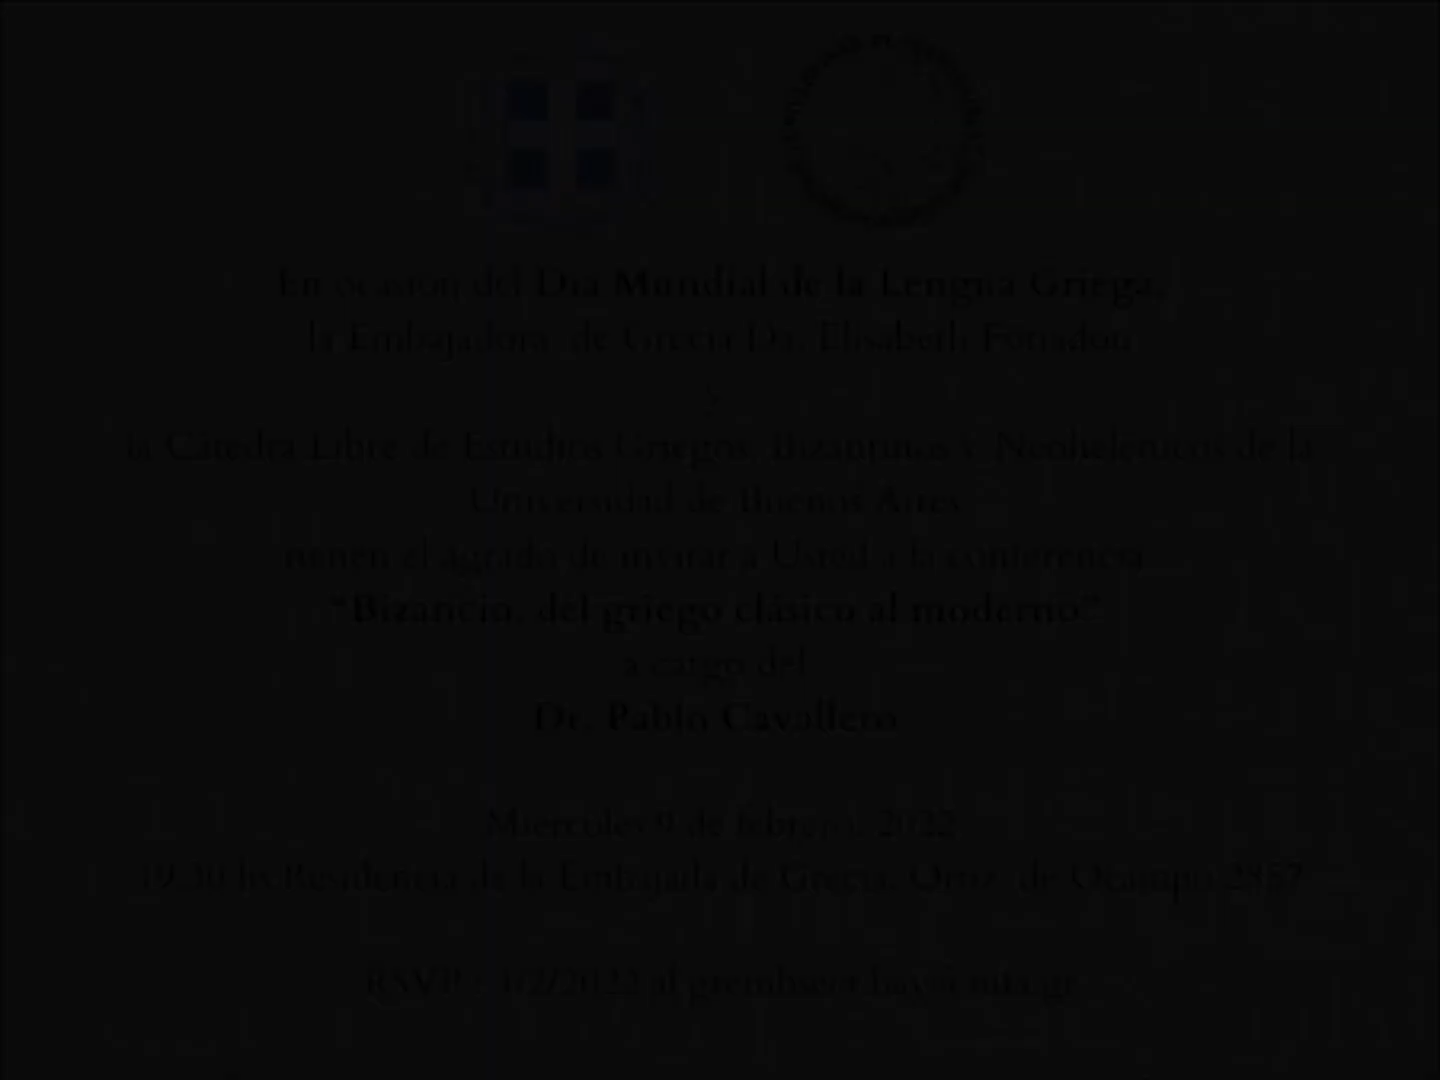 En ocasión del Día Mundial de la Lengua Griega,
la Embajadora de Grecia Da. Elisabeth Fotiadou
y
la Cátedra Libre de Estudios Griegos, Bizantinos y Neohelénicos de la
Universidad de Buenos Aires
tienen el agrado de invitar a Usted a la conferencia
"Bizancio, del griego clásico al moderno"
a cargo del
Dr. Pablo Cavallero
Miércoles 9 de febrero, 2022
19.30 hs Residencia de la Embajada de Grecia, Ortiz de Ocampo 2857
RSVP